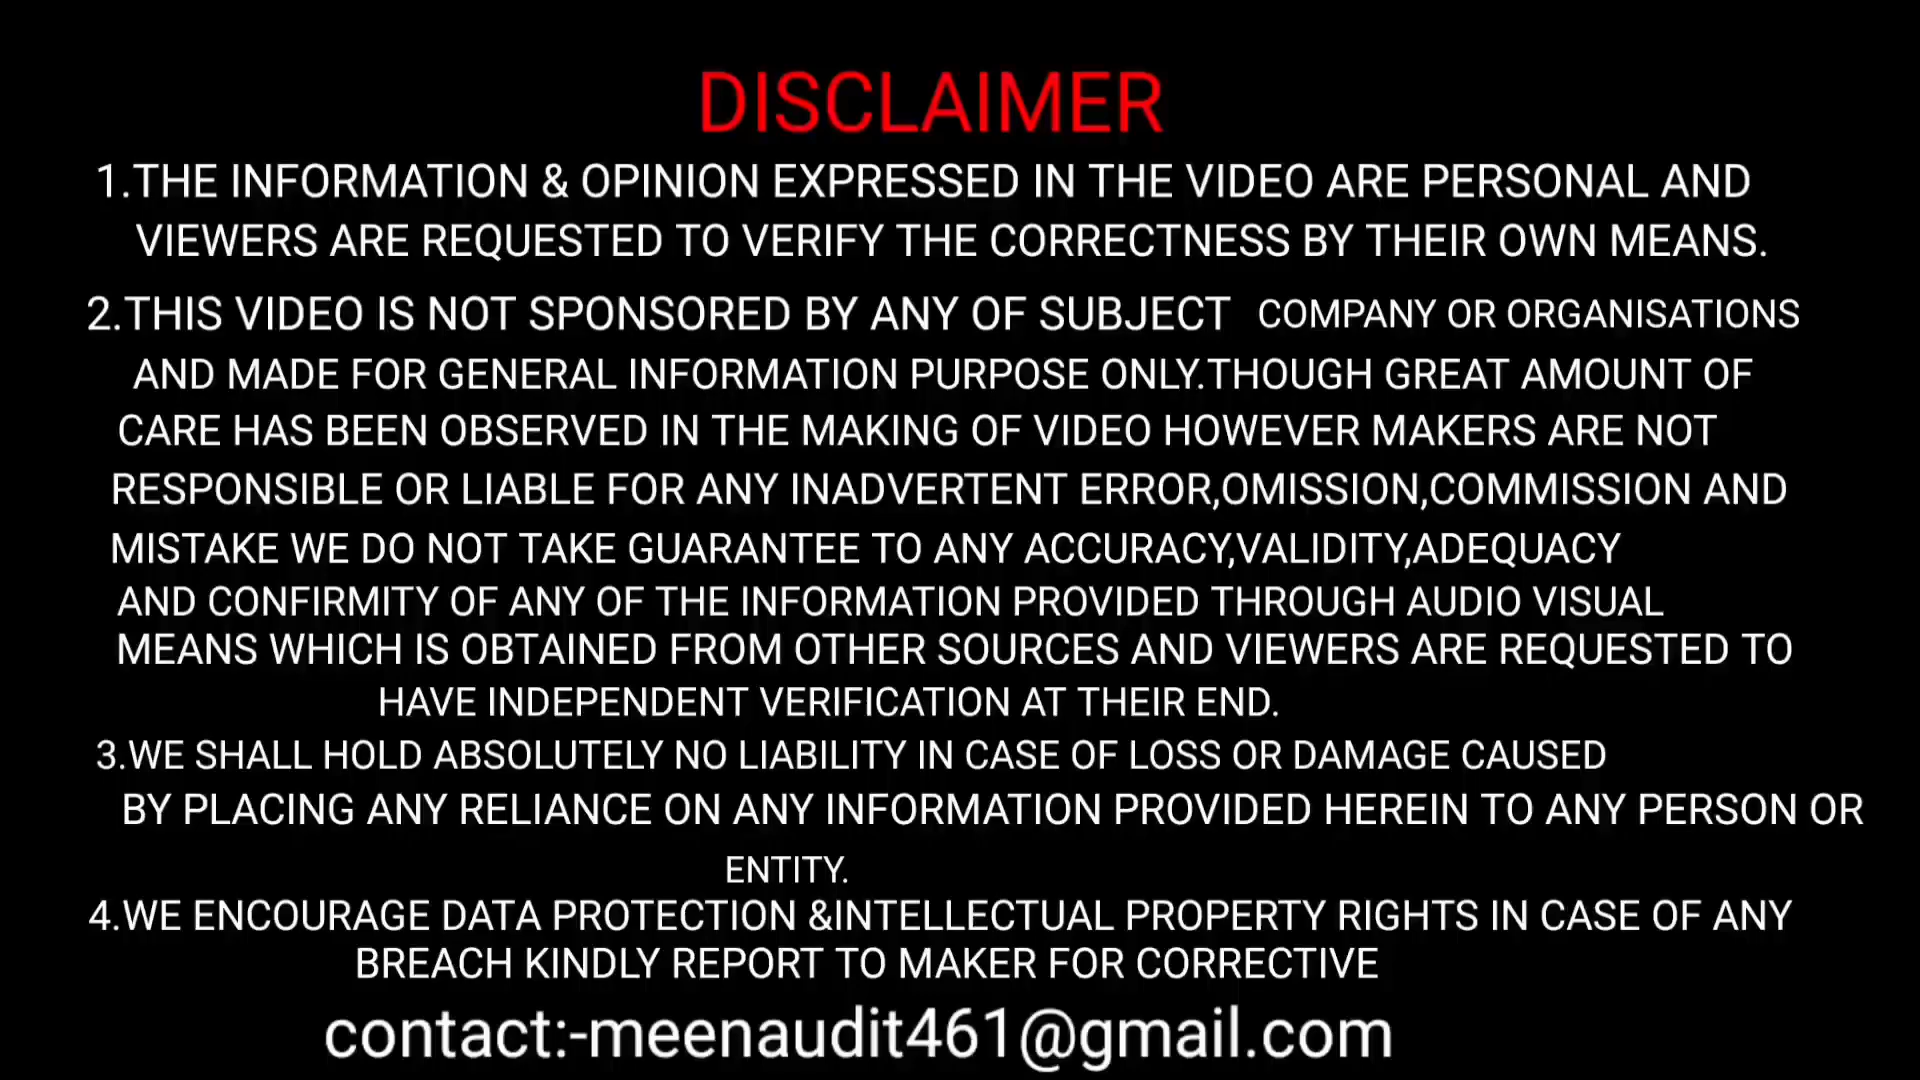 DISCLAIMER
1.THE INFORMATION & OPINION EXPRESSED IN THE VIDEO ARE PERSONAL AND
VIEWERS ARE REQUESTED TO VERIFY THE CORRECTNESS BY THEIR OWN MEANS.
2.THIS VIDEO IS NOT SPONSORED BY ANY OF SUBJECT COMPANY OR ORGANISATIONS
AND MADE FOR GENERAL INFORMATION PURPOSE ONLY.THOUGH GREAT AMOUNT OF
CARE HAS BEEN OBSERVED IN THE MAKING OF VIDEO HOWEVER MAKERS ARE NOT
RESPONSIBLE OR LIABLE FOR ANY INADVERTENT ERROR,OMISSION,COMMISSION AND
MISTAKE WE DO NOT TAKE GUARANTEE TO ANY ACCURACY,VALIDITY,ADEQUACY
AND CONFIRMITY OF ANY OF THE INFORMATION PROVIDED THROUGH AUDIO VISUAL
MEANS WHICH IS OBTAINED FROM OTHER SOURCES AND VIEWERS ARE REQUESTED TO
HAVE INDEPENDENT VERIFICATION AT THEIR END.
3.WE SHALL HOLD ABSOLUTELY NO LIABILITY IN CASE OF LOSS OR DAMAGE CAUSED
BY PLACING ANY RELIANCE ON ANY INFORMATION PROVIDED HEREIN TO ANY PERSON OR
ENTITY.
4.WE ENCOURAGE DATA PROTECTION &INTELLECTUAL PROPERTY RIGHTS IN CASE OF ANY
BREACH KINDLY REPORT TO MAKER FOR CORRECTIVE
contact:-meenaudit461@gmail.com